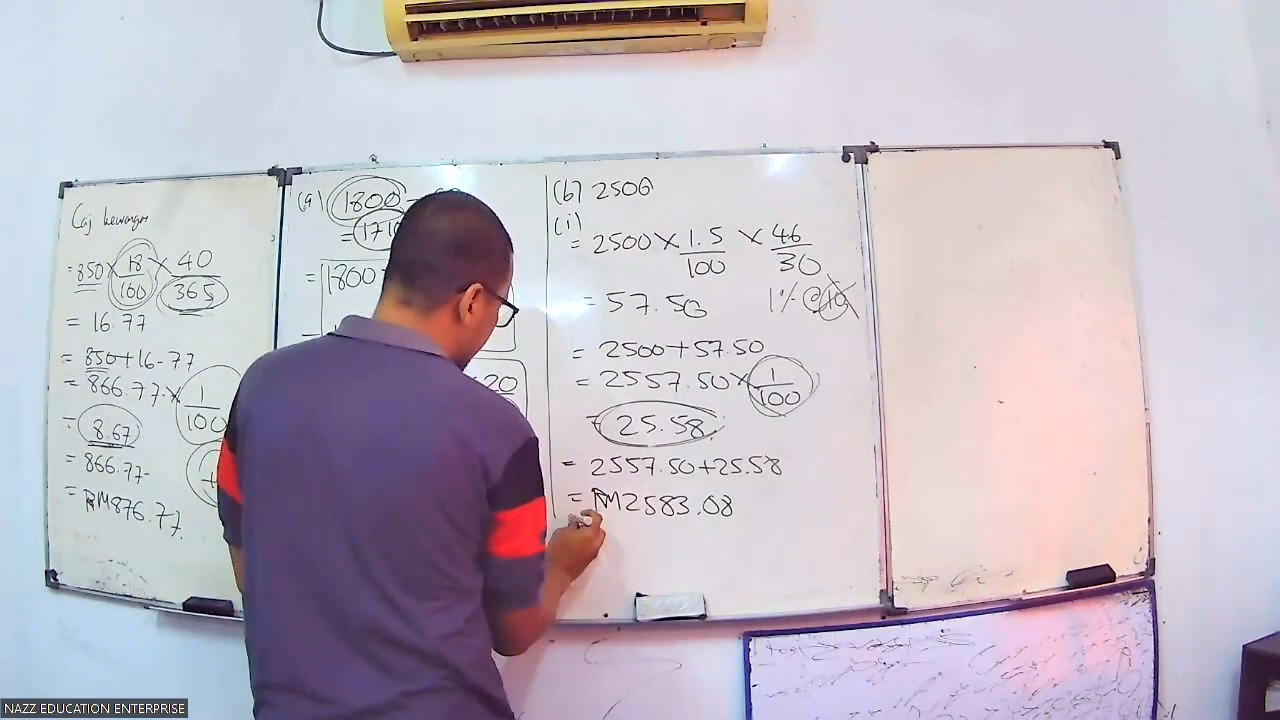 Caj kewangan
= 850 × 18/100 × 40/365
= 16.77
= 850+16-77
= 866.77 × 1/100
= 8.67
= 866.77-
+
= RM876.77
(a) 1800 -
= 1710
= 1800
20
(b) 2500
(i)
= 2500 × 1.5/100 × 46/30
= 57.50
1% @ 10
= 2500+57.50
= 2557.50 × 1/100
= 25.58
= 2557.50+25.58
= RM2583.08
NAZZ EDUCATION ENTERPRISE